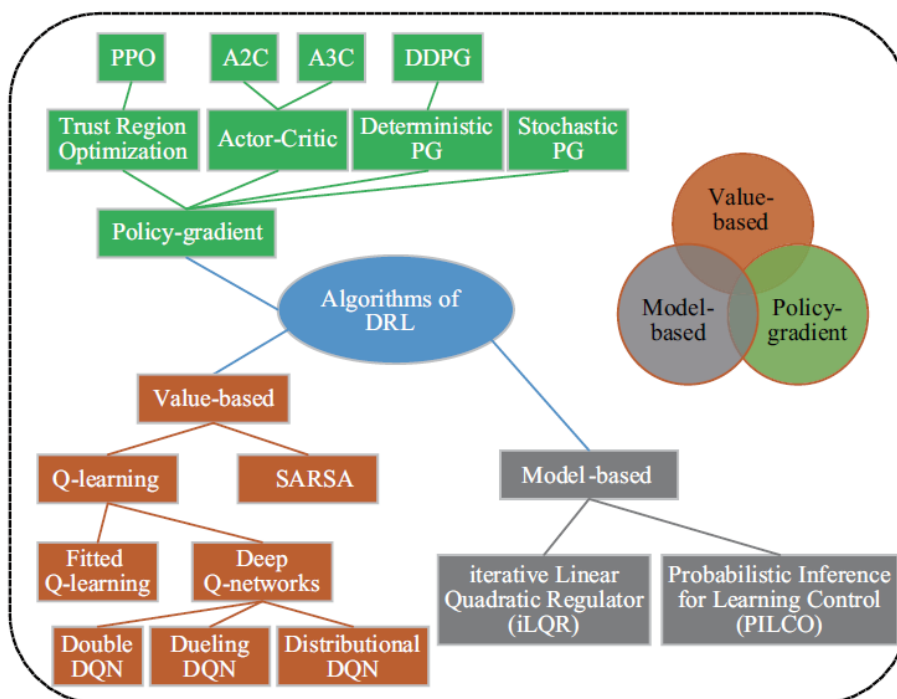 PPO
A2C
A3C
DDPG
Trust Region
Optimization
Actor-Critic
Deterministic
PG
Stochastic
PG
Policy-gradient
Algorithms of
DRL
Value-
based
Model-
based
Policy-
gradient
Value-based
Q-learning
SARSA
Fitted
Q-learning
Deep
Q-networks
Double
DQN
Dueling
DQN
Distributional
DQN
Model-based
iterative Linear
Quadratic Regulator
(iLQR)
Probabilistic Inference
for Learning Control
(PILCO)